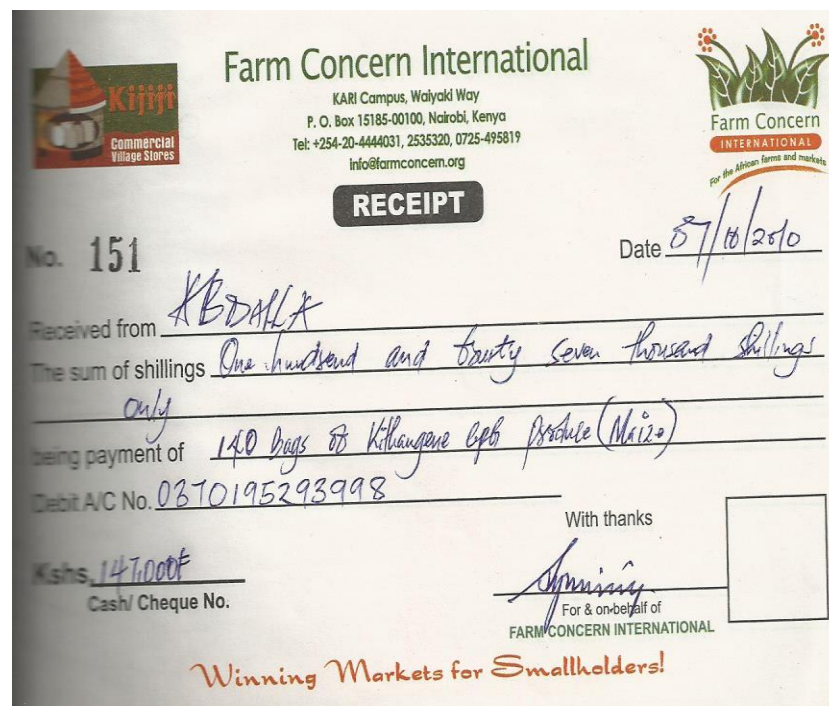 Kijiji
Commercial
Village Stores
Farm Concern International
KARI Campus, Waiyaki Way
P. O. Box 15185-00100, Nairobi, Kenya
Tel: +254-20-4444031, 2535320, 0725-495819
info@farmconcern.org
Farm Concern
INTERNATIONAL
For the African farms and markets
RECEIPT
No. 151
Date 07/10/2010
Received from
The sum of shillings One hundred and fourty seven thousand shillings
only
being payment of 140 bags of Kithangene produce (Maize)
Debit A/C No. 0370195293998
With thanks
Kshs. 147,000
Cash/ Cheque No.
For & on-behalf of
FARM CONCERN INTERNATIONAL
Winning Markets for Smallholders!